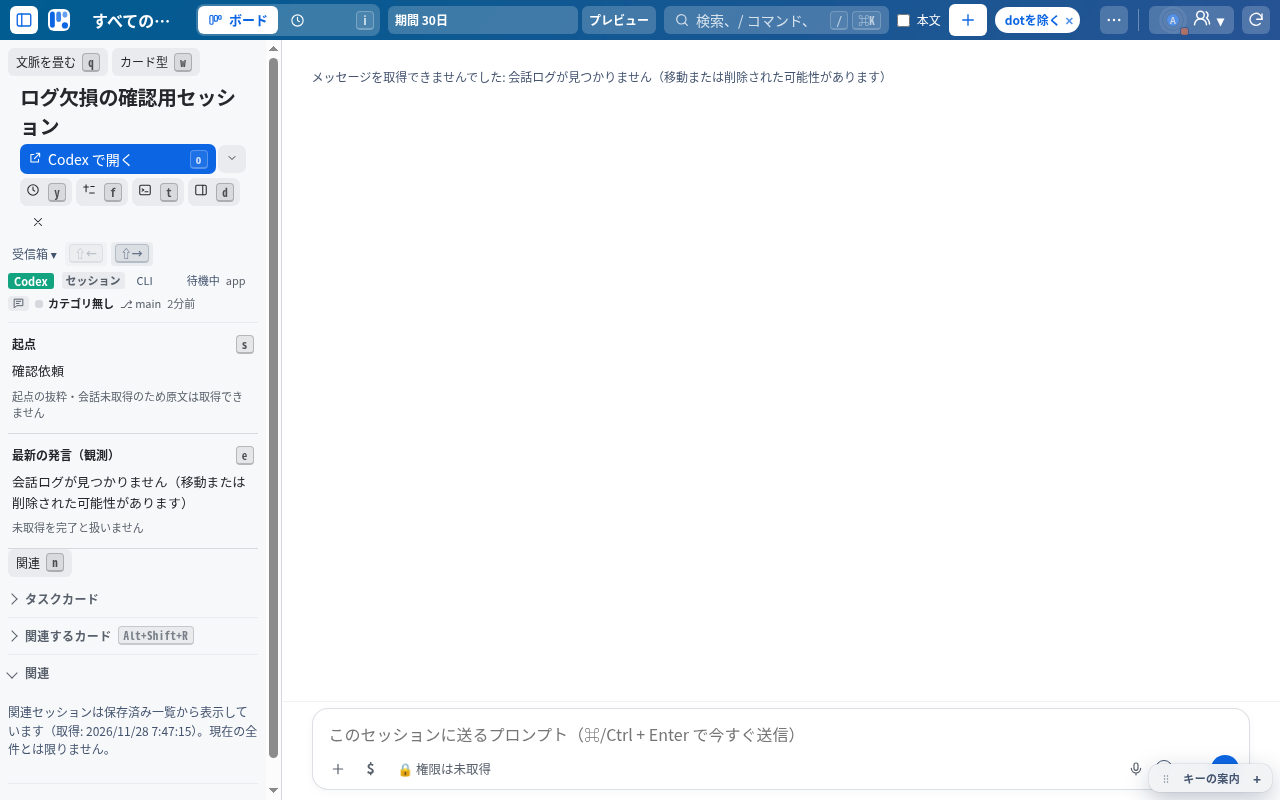 すべての…
ボード
i
期間 30日
プレビュー
検索、/ コマンド、
/
⌘K
本文
+
dotを除く ×
…
A
▾
文脈を畳む q
カード型 w
ログ欠損の確認用セッシ
ョン
Codex で開く o
y
f
t
d
×
受信箱 ▾
⇧←
⇧→
Codex セッション CLI 待機中 app
カテゴリ無し main 2分前
起点 s
確認依頼
起点の抜粋・会話未取得のため原文は取得でき
ません
最新の発言（観測） e
会話ログが見つかりません（移動または
削除された可能性があります）
未取得を完了と扱いません
関連 n
タスクカード
関連するカード Alt+Shift+R
関連
関連セッションは保存済み一覧から表示して
います（取得: 2026/11/28 7:47:15）。現在の全
件とは限りません。
メッセージを取得できませんでした: 会話ログが見つかりません（移動または削除された可能性があります）
このセッションに送るプロンプト（⌘/Ctrl + Enter で今すぐ送信）
+ $ 🔒 権限は未取得
キーの案内 +